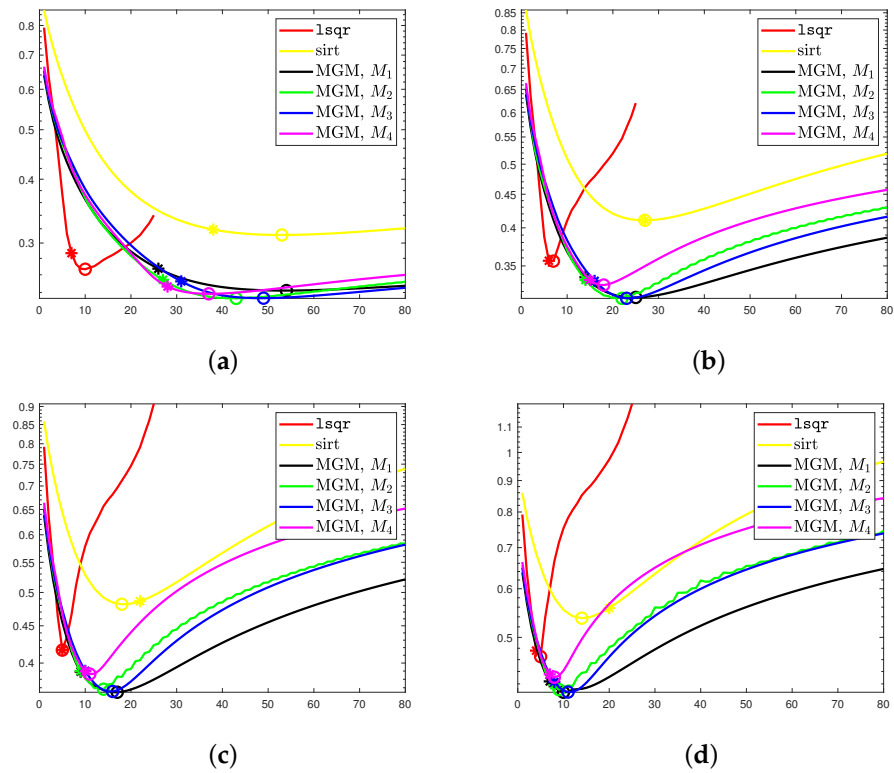 0.8
0.7
0.6
0.5
0.4
0.3
0 10 20 30 40 50 60 70 80
lsqr
sirt
MGM, M₁
MGM, M₂
MGM, M₃
MGM, M₄
(a)
0.85
0.8
0.75
0.7
0.65
0.6
0.55
0.5
0.45
0.4
0.35
0 10 20 30 40 50 60 70 80
lsqr
sirt
MGM, M₁
MGM, M₂
MGM, M₃
MGM, M₄
(b)
0.9
0.85
0.8
0.75
0.7
0.65
0.6
0.55
0.5
0.45
0.4
0 10 20 30 40 50 60 70 80
lsqr
sirt
MGM, M₁
MGM, M₂
MGM, M₃
MGM, M₄
(c)
1.1
1
0.9
0.8
0.7
0.6
0.5
0 10 20 30 40 50 60 70 80
lsqr
sirt
MGM, M₁
MGM, M₂
MGM, M₃
MGM, M₄
(d)